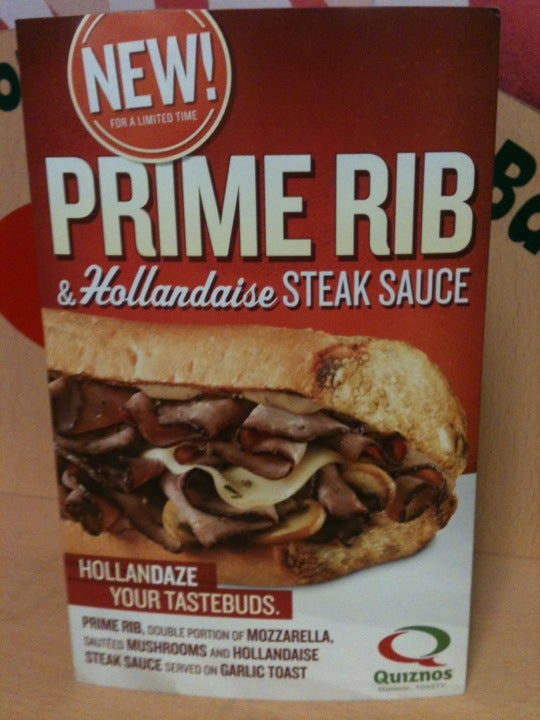 NEW!
FOR A LIMITED TIME
PRIME RIB
& Hollandaise STEAK SAUCE
HOLLANDAZE
YOUR TASTEBUDS.
PRIME RIB, DOUBLE PORTION OF MOZZARELLA,
SAUTÉED MUSHROOMS AND HOLLANDAISE
STEAK SAUCE SERVED ON GARLIC TOAST
Quiznos